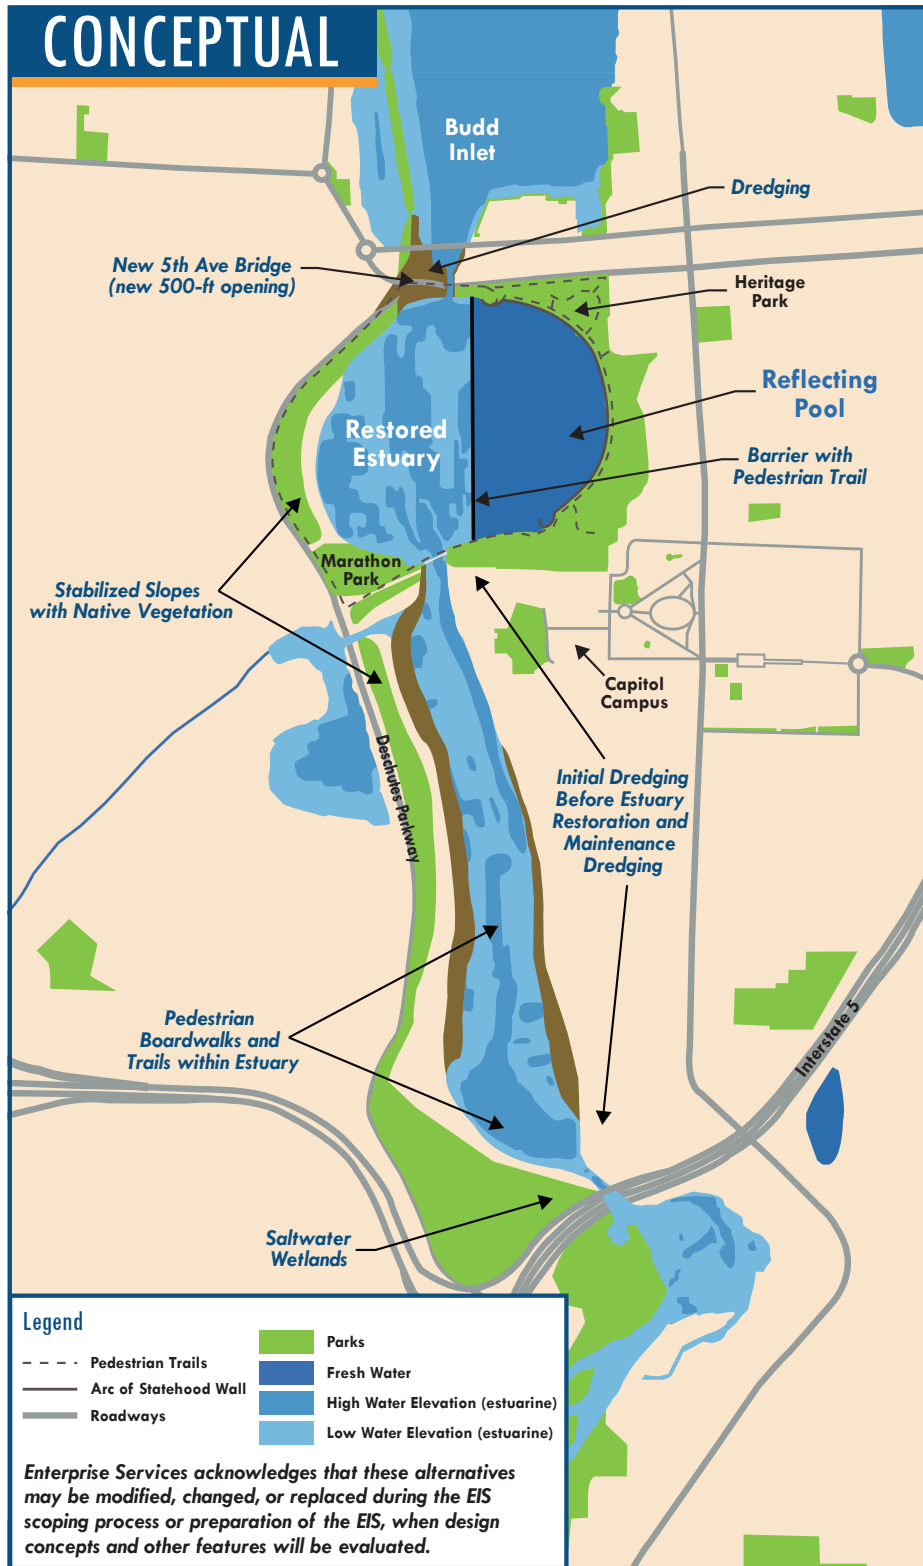 CONCEPTUAL
Budd
Inlet
Dredging
New 5th Ave Bridge
(new 500-ft opening)
Heritage
Park
Reflecting
Pool
Restored
Estuary
Barrier with
Pedestrian Trail
Marathon
Park
Stabilized Slopes
with Native Vegetation
Capitol
Campus
Deschutes Parkway
Initial Dredging
Before Estuary
Restoration and
Maintenance
Dredging
Pedestrian
Boardwalks and
Trails within Estuary
Interstate 5
Saltwater
Wetlands
Legend
Pedestrian Trails
Arc of Statehood Wall
Roadways
Parks
Fresh Water
High Water Elevation (estuarine)
Low Water Elevation (estuarine)
Enterprise Services acknowledges that these alternatives
may be modified, changed, or replaced during the EIS
scoping process or preparation of the EIS, when design
concepts and other features will be evaluated.